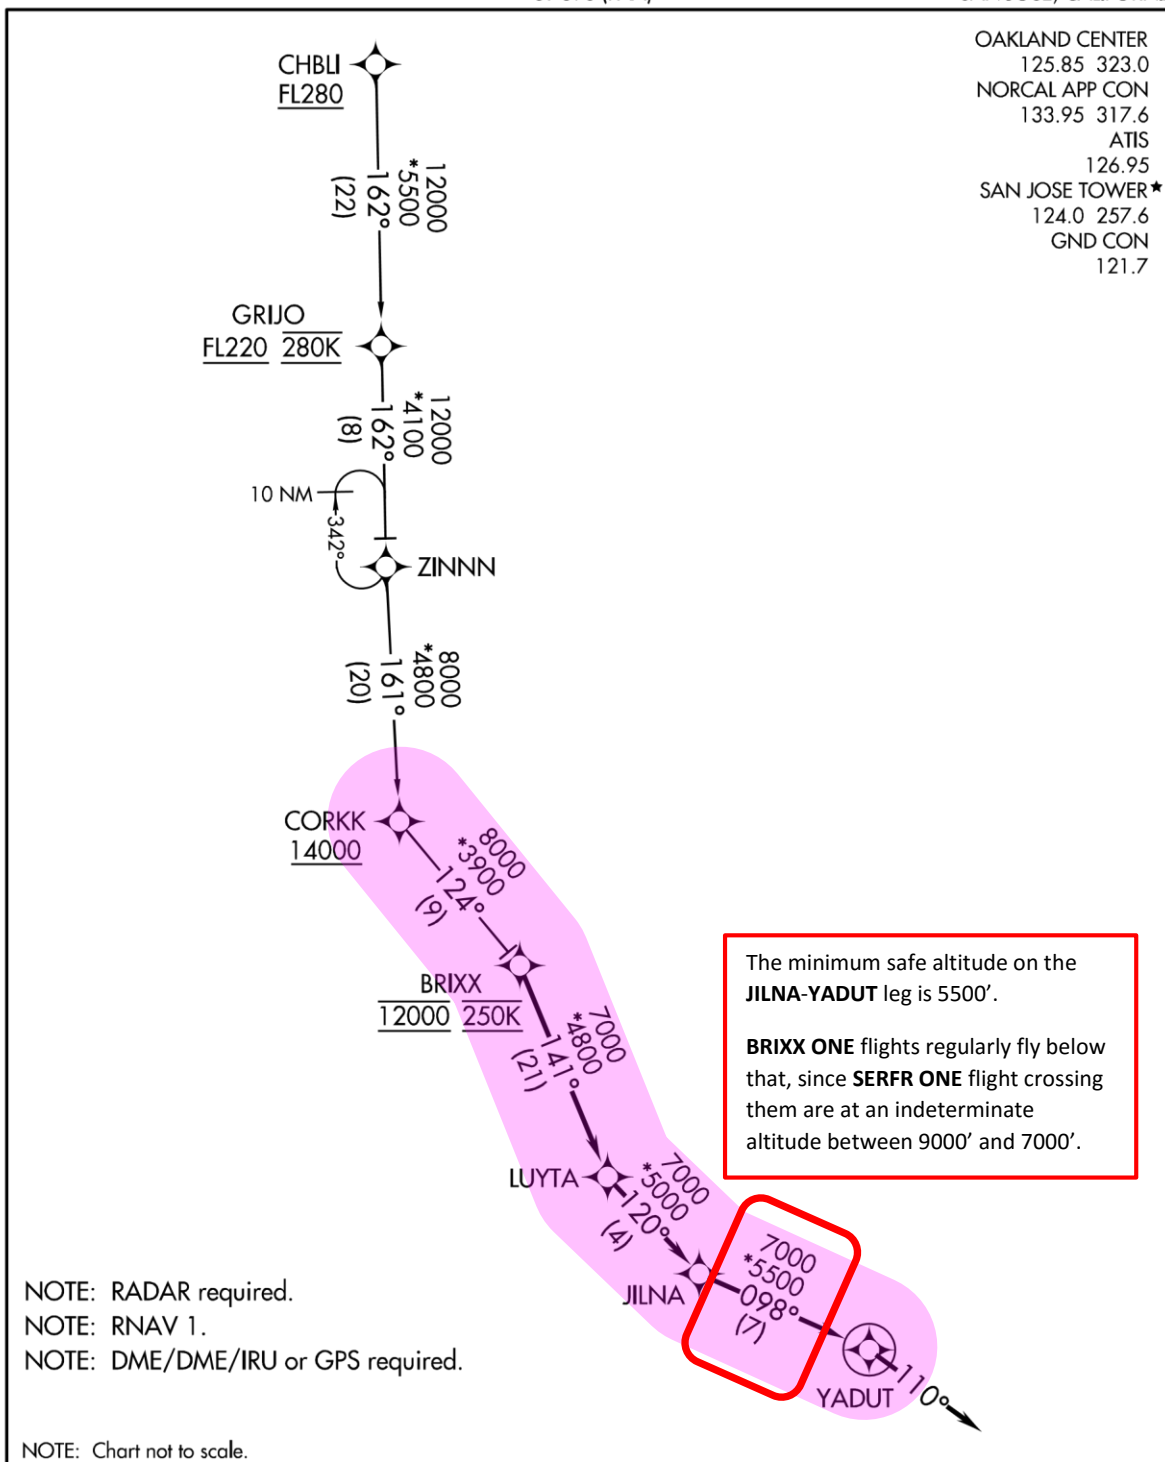 OAKLAND CENTER
125.85 323.0
NORCAL APP CON
133.95 317.6
ATIS
126.95
SAN JOSE TOWER★
124.0 257.6
GND CON
121.7
CHBLI
FL280
12000
*5500
162°
(22)
GRIJO
FL220 280K
12000
*4100
162°
(8)
10 NM
342°
ZINNN
8000
*4800
161°
(20)
CORKK
14000
8000
*3900
124°
(9)
BRIXX
12000 250K
7000
*4800
141°
(21)
The minimum safe altitude on the
JILNA-YADUT leg is 5500’.
BRIXX ONE flights regularly fly below
that, since SERFR ONE flight crossing
them are at an indeterminate
altitude between 9000’ and 7000’.
LUYTA
7000
*5000
120°
(4)
JILNA
7000
*5500
098°
(7)
YADUT
110°
NOTE: RADAR required.
NOTE: RNAV 1.
NOTE: DME/DME/IRU or GPS required.
NOTE: Chart not to scale.